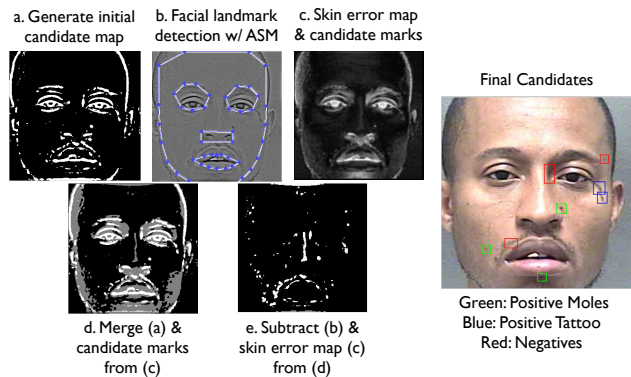 a. Generate initial
candidate map
b. Facial landmark
detection w/ ASM
c. Skin error map
& candidate marks
Final Candidates
d. Merge (a) &
candidate marks
from (c)
e. Subtract (b) &
skin error map (c)
from (d)
Green: Positive Moles
Blue: Positive Tattoo
Red: Negatives